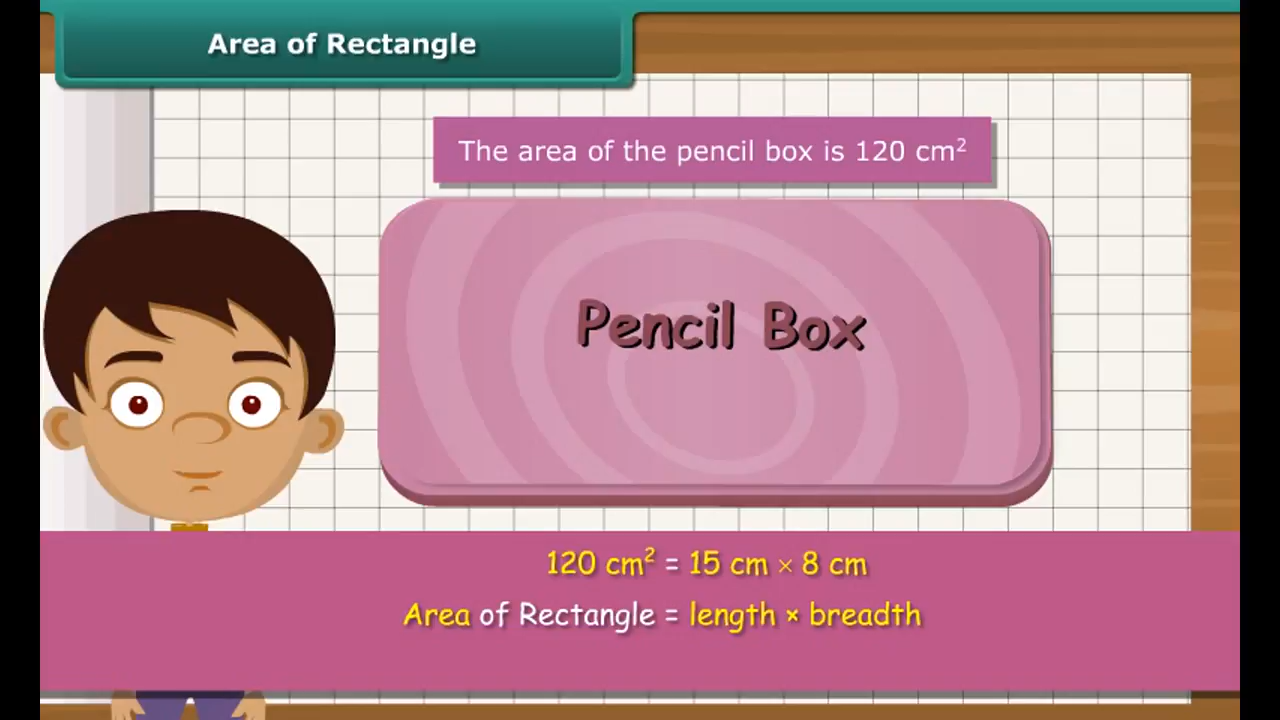 Area of Rectangle
The area of the pencil box is 120 cm²
Pencil Box
120 cm² = 15 cm × 8 cm
Area of Rectangle = length × breadth